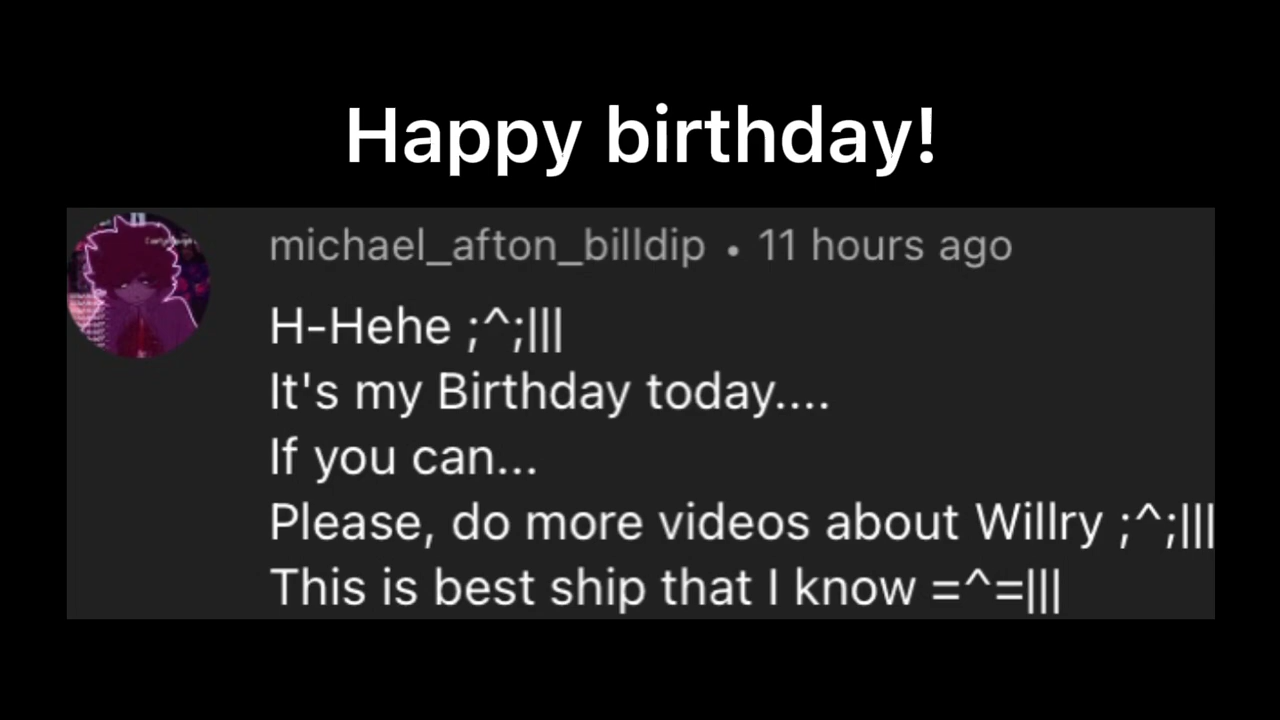 Happy birthday!
michael_afton_billdip • 11 hours ago
H-Hehe ;^;|||
It's my Birthday today....
If you can...
Please, do more videos about Willry ;^;|||
This is best ship that I know =^=|||